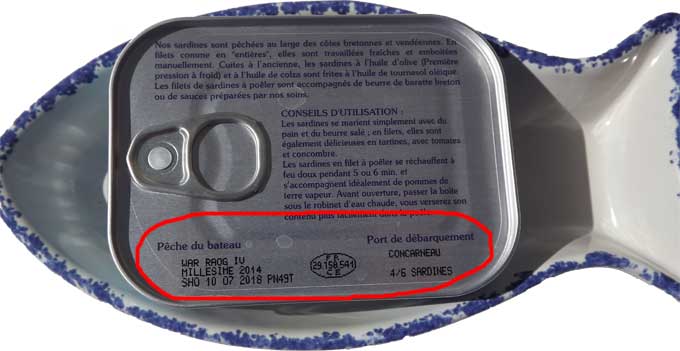 Nos sardines sont pêchées au large des côtes bretonnes et vendéennes. En
filets comme en "entières", elles sont travaillées fraîches et emboîtées
manuellement. Cuites à l'ancienne, les sardines à l'huile d'olive (Première
pression à froid) et à l'huile de colza sont frites à l'huile de tournesol oléique.
Les filets de sardines à poêler sont accompagnés de beurre de baratte breton
ou de sauces préparées par nos soins.
CONSEILS D'UTILISATION :
Les sardines se marient simplement avec du
pain et du beurre salé ; en filets, elles sont
également délicieuses en tartines, avec tomates
et concombre.
Les sardines en filet à poêler se réchauffent à
feu doux pendant 5 ou 6 min. et
s'accompagnent idéalement de pommes de
terre vapeur. Avant ouverture, passer la boîte
sous le robinet d'eau chaude, vous verserez son
contenu plus facilement dans la poêle.
Pêche du bateau
Port de débarquement
WAR RAOG IV
MILLESIME 2014
SHO 10 07 2018 PN49T
FR
29.158.541
CE
CONCARNEAU
4/6 SARDINES